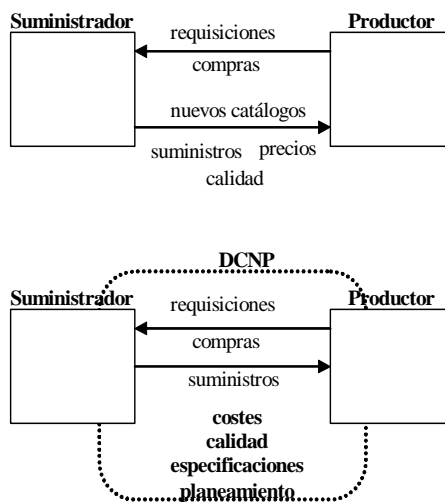 Suministrador Productor
requisiciones
compras
nuevos catálogos
suministros precios
calidad
DCNP
Suministrador Productor
requisiciones
compras
suministros
costes
calidad
especificaciones
planeamiento